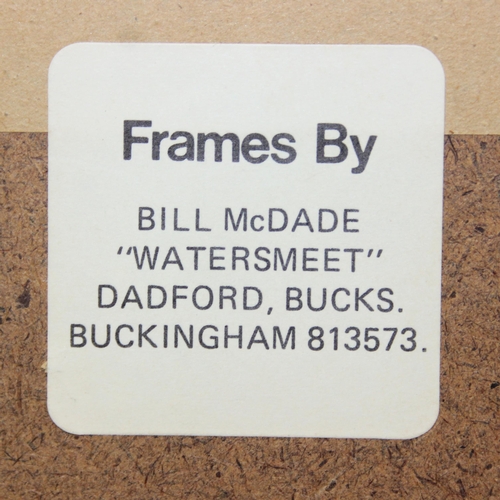 Frames By
BILL McDADE
"WATERSMEET"
DADFORD, BUCKS.
BUCKINGHAM 813573.